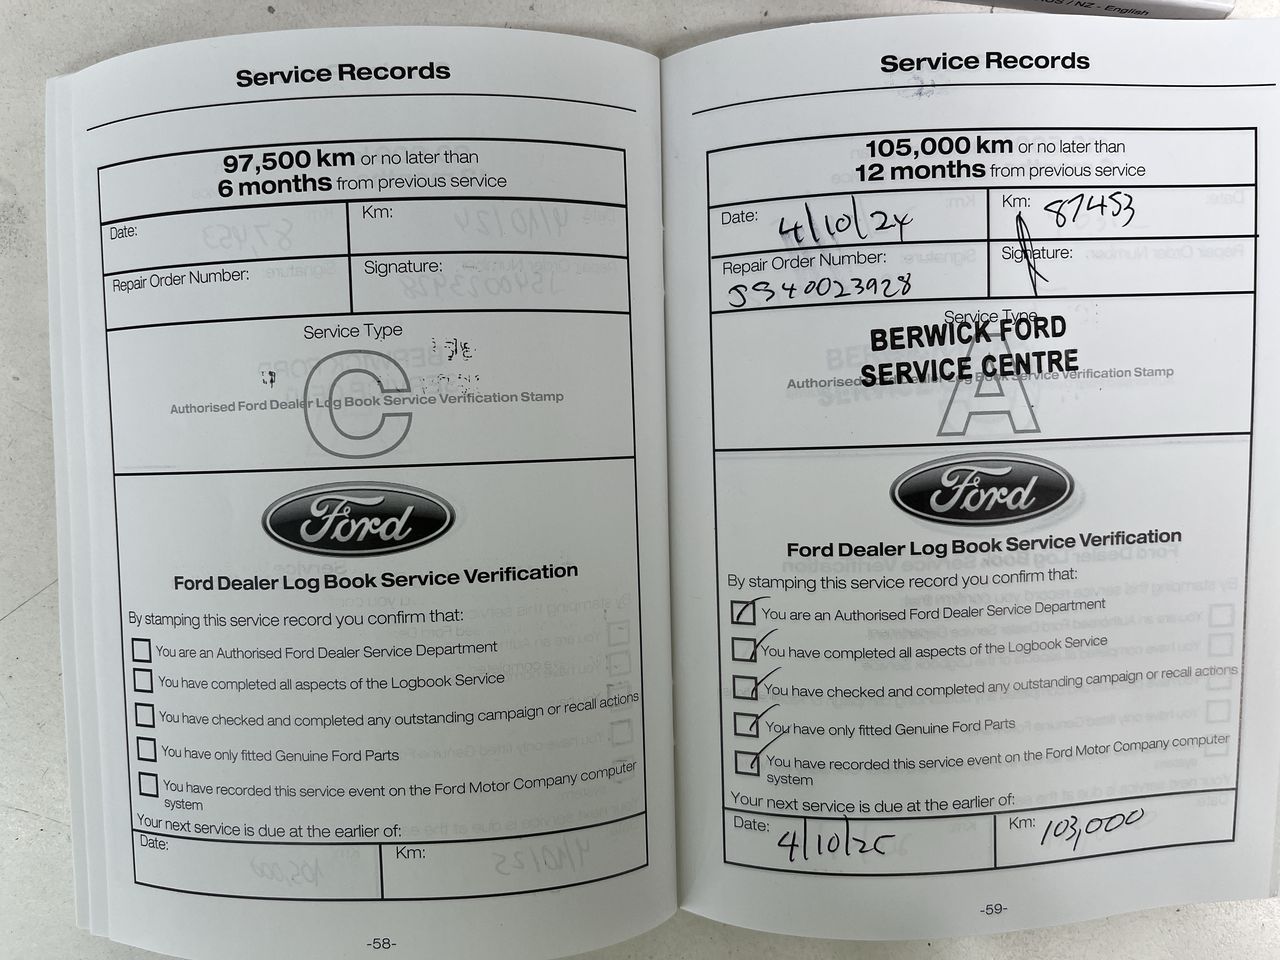 OS / NZ - English
Service Records
97,500 km or no later than
6 months from previous service
Date:
Km:
Repair Order Number:
Signature:
Service Type
C
Authorised Ford Dealer Log Book Service Verification Stamp
Ford
Ford Dealer Log Book Service Verification
By stamping this service record you confirm that:
You are an Authorised Ford Dealer Service Department
You have completed all aspects of the Logbook Service
You have checked and completed any outstanding campaign or recall actions
You have only fitted Genuine Ford Parts
You have recorded this service event on the Ford Motor Company computer
system
Your next service is due at the earlier of:
Date:
Km:
-58-
Service Records
105,000 km or no later than
12 months from previous service
Date: 4/10/24
Km: 87453
Repair Order Number:
Signature:
JS40023928
Service Type
BERWICK FORD
SERVICE CENTRE
Authorised Ford Dealer Log Book Service Verification Stamp
A
Ford
Ford Dealer Log Book Service Verification
By stamping this service record you confirm that:
You are an Authorised Ford Dealer Service Department
You have completed all aspects of the Logbook Service
You have checked and completed any outstanding campaign or recall actions
You have only fitted Genuine Ford Parts
You have recorded this service event on the Ford Motor Company computer
system
Your next service is due at the earlier of:
Date: 4/10/25
Km: 103,000
-59-